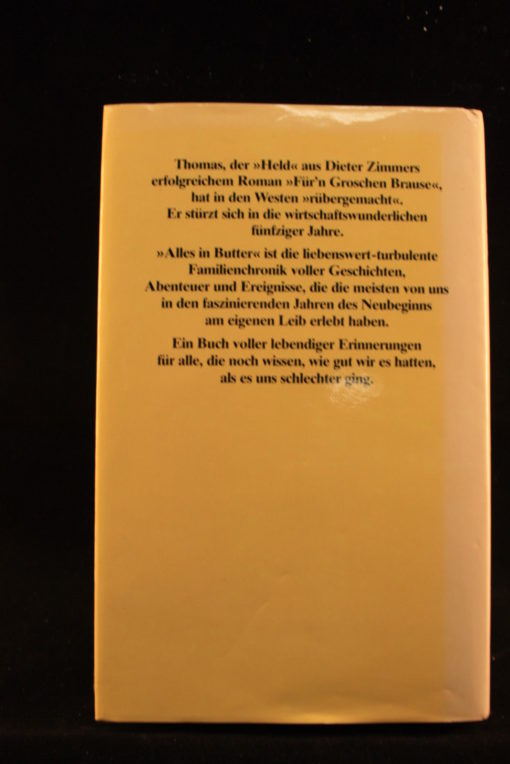 Thomas, der »Held« aus Dieter Zimmers
erfolgreichem Roman »Für'n Groschen Brause«,
hat in den Westen »rübergemacht«.
Er stürzt sich in die wirtschaftswunderlichen
fünfziger Jahre.
»Alles in Butter« ist die liebenswert-turbulente
Familienchronik voller Geschichten,
Abenteuer und Ereignisse, die die meisten von uns
in den faszinierenden Jahren des Neubeginns
am eigenen Leib erlebt haben.
Ein Buch voller lebendiger Erinnerungen
für alle, die noch wissen, wie gut wir es hatten,
als es uns schlechter ging.